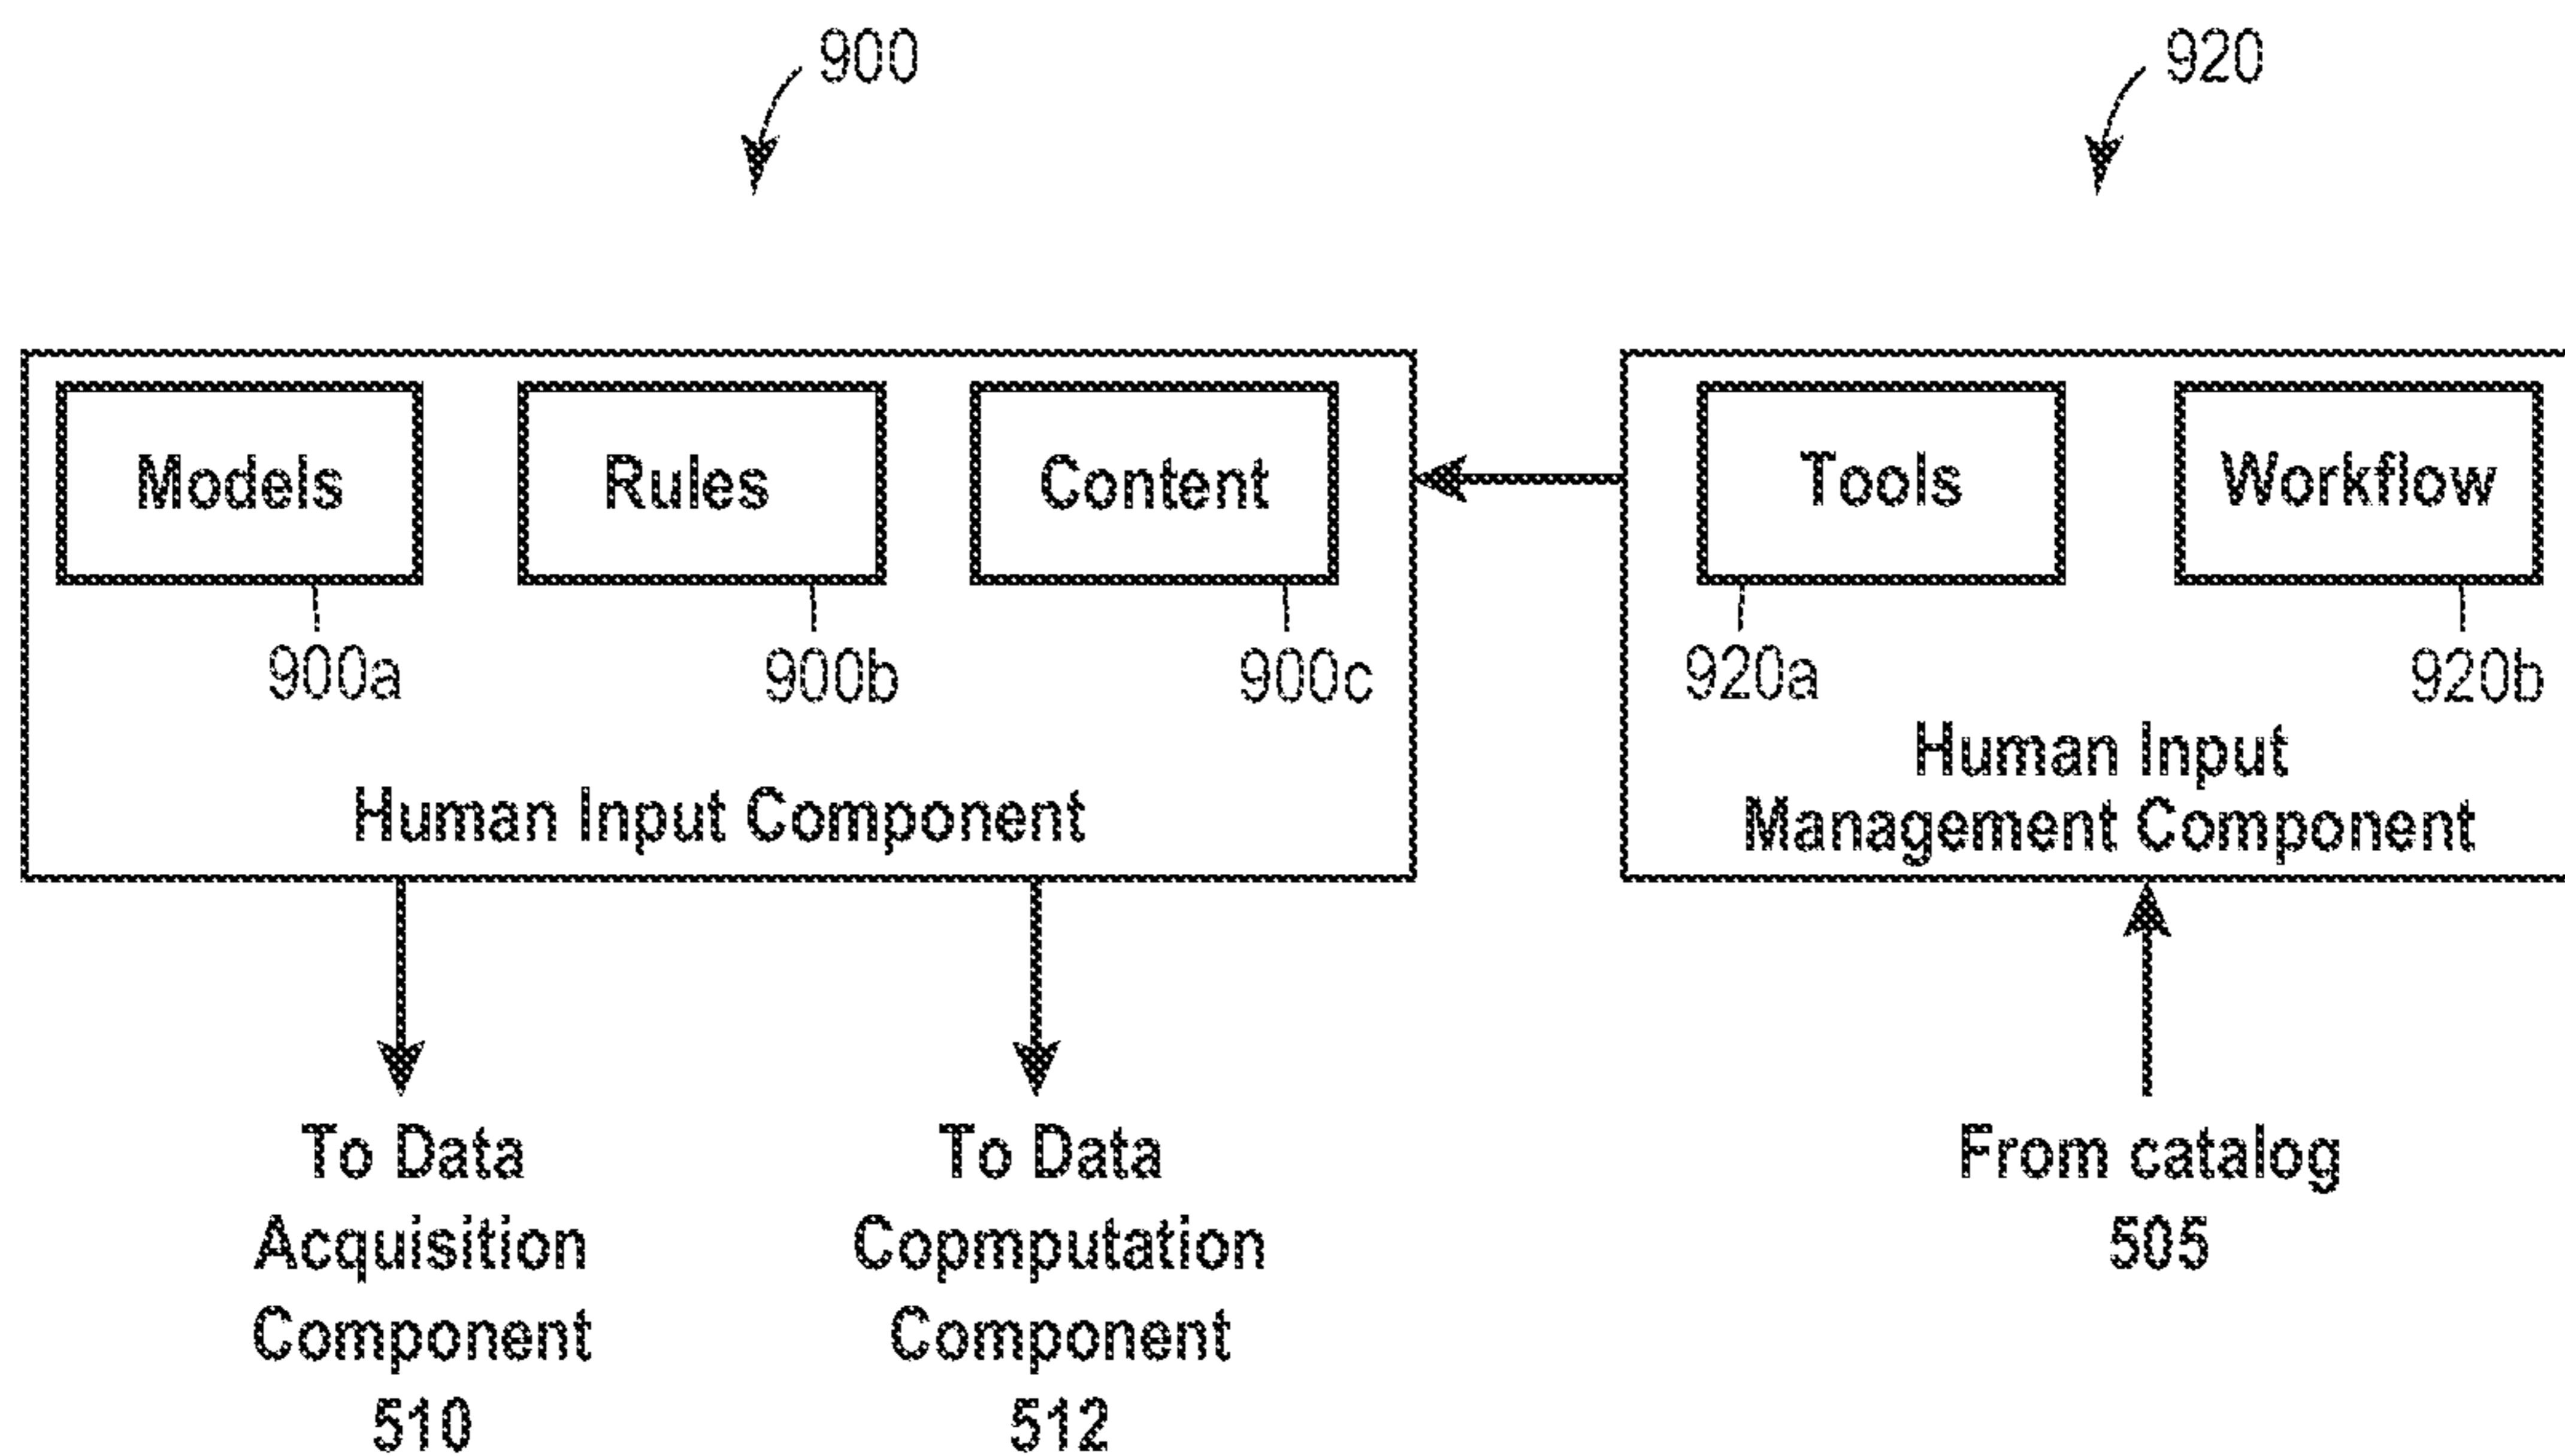 900
920
Models
Rules
Content
Tools
Workflow
900a
900b
900c
920a
920b
Human Input Component
Human Input
Management Component
To Data
Acquisition
Component
510
To Data
Copmputation
Component
512
From catalog
505